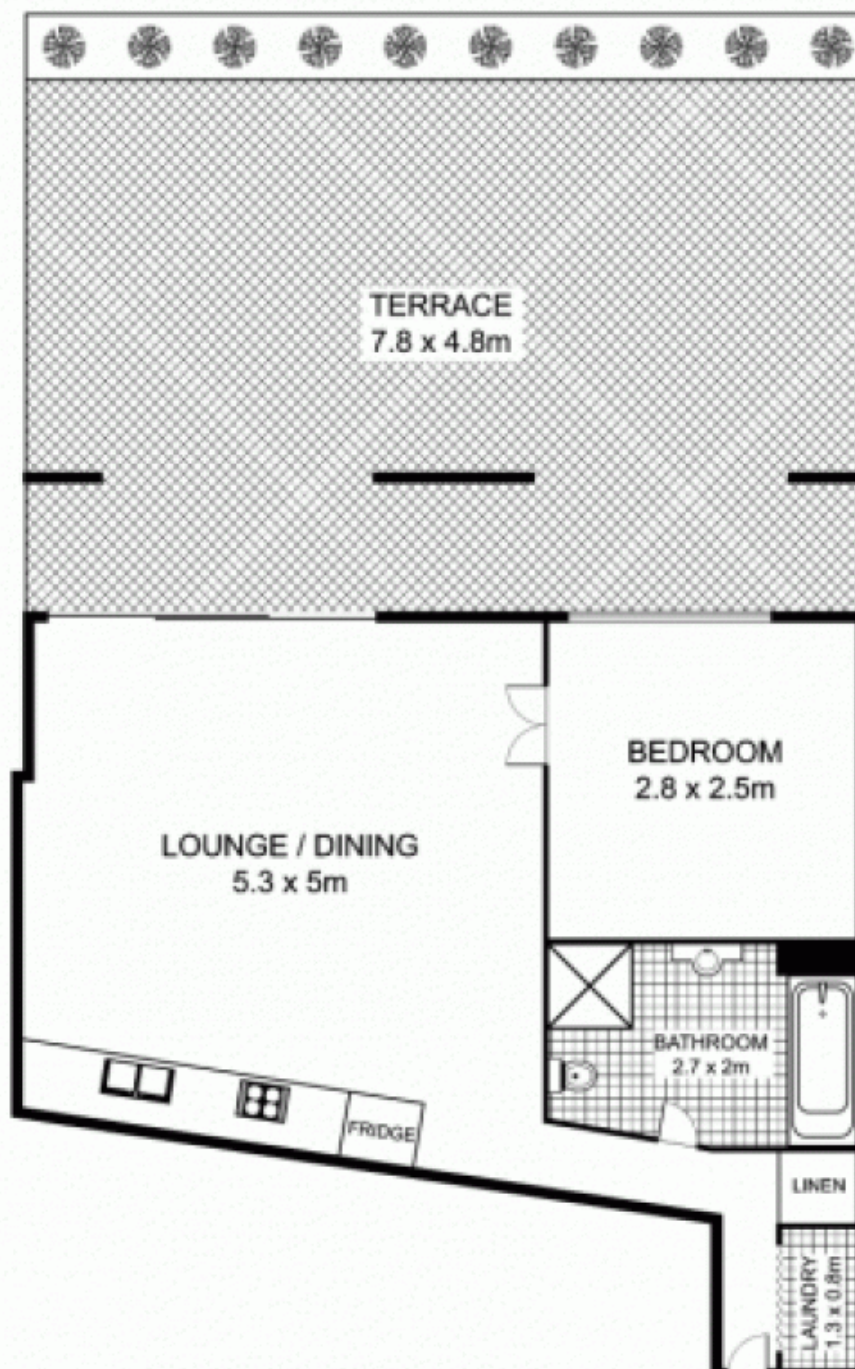 TERRACE
7.8 x 4.8m
BEDROOM
2.8 x 2.5m
LOUNGE / DINING
5.3 x 5m
BATHROOM
2.7 x 2m
FRIDGE
LINEN
LAUNDRY
1.3 x 0.8m